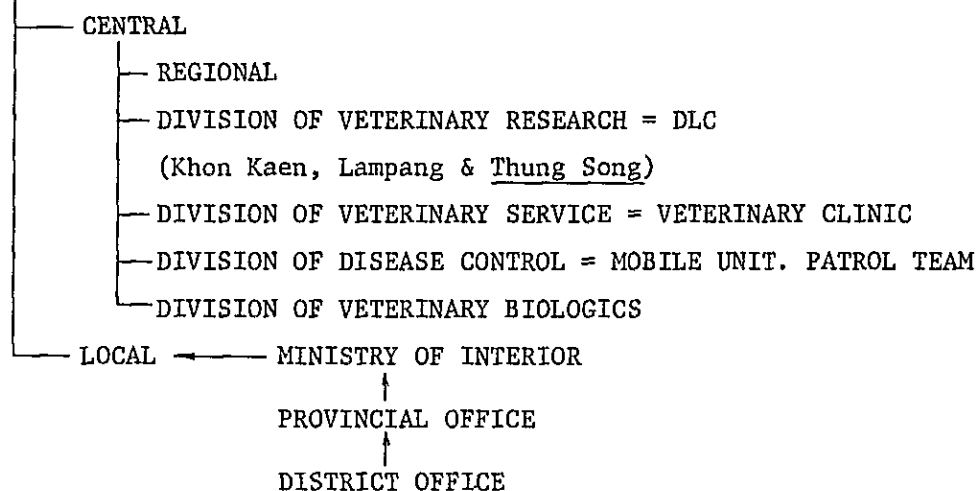 CENTRAL
REGIONAL
DIVISION OF VETERINARY RESEARCH = DLC
(Khon Kaen, Lampang & Thung Song)
DIVISION OF VETERINARY SERVICE = VETERINARY CLINIC
DIVISION OF DISEASE CONTROL = MOBILE UNIT. PATROL TEAM
DIVISION OF VETERINARY BIOLOGICS
LOCAL MINISTRY OF INTERIOR
PROVINCIAL OFFICE
DISTRICT OFFICE